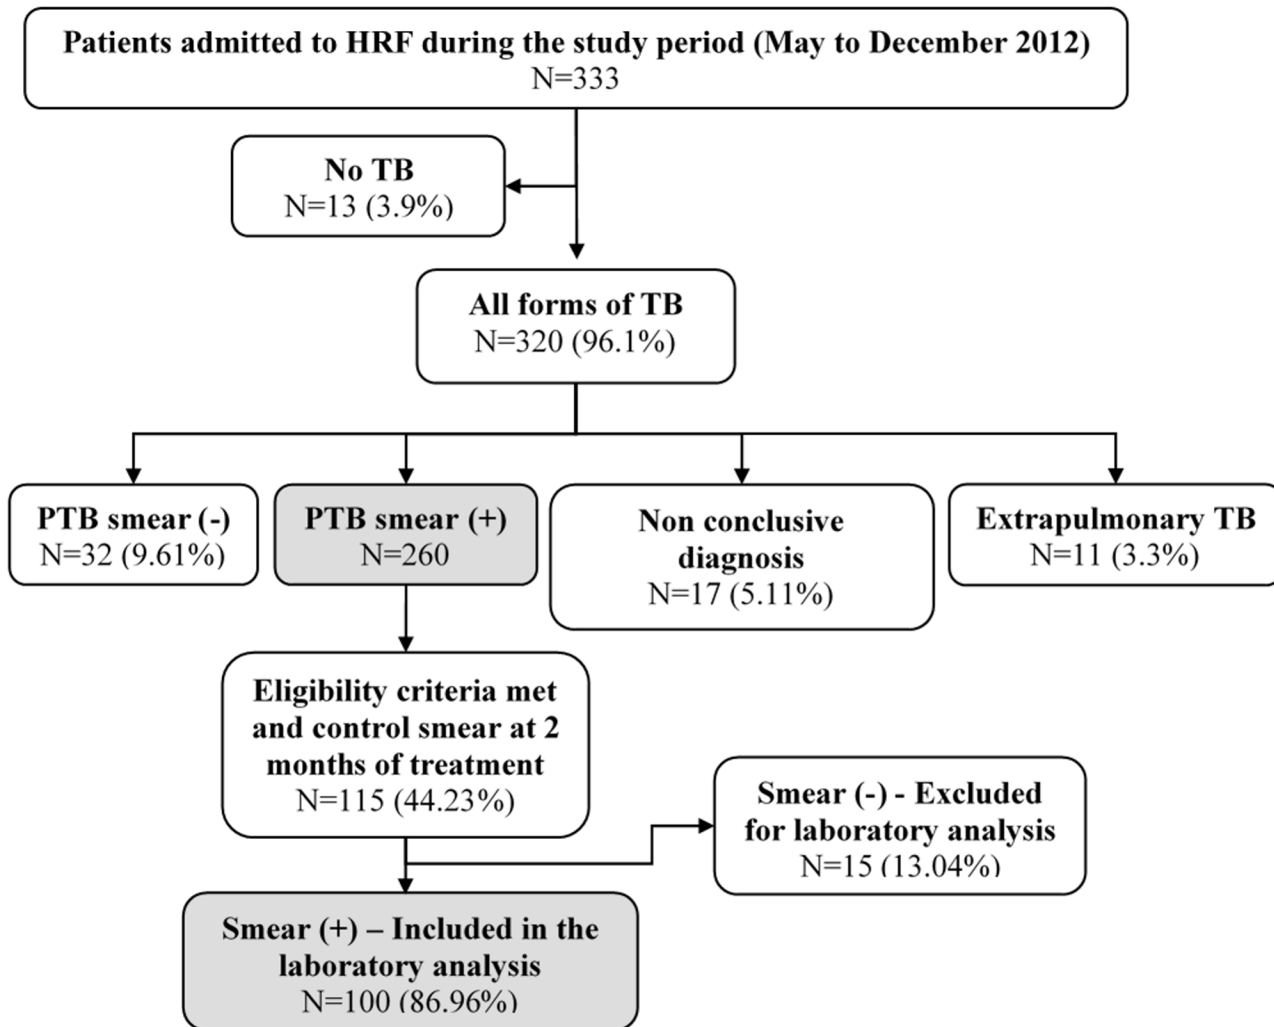 Patients admitted to HRF during the study period (May to December 2012)
N=333
No TB
N=13 (3.9%)
All forms of TB
N=320 (96.1%)
PTB smear (-)
N=32 (9.61%)
PTB smear (+)
N=260
Non conclusive
diagnosis
N=17 (5.11%)
Extrapulmonary TB
N=11 (3.3%)
Eligibility criteria met
and control smear at 2
months of treatment
N=115 (44.23%)
Smear (-) - Excluded
for laboratory analysis
N=15 (13.04%)
Smear (+) – Included in the
laboratory analysis
N=100 (86.96%)